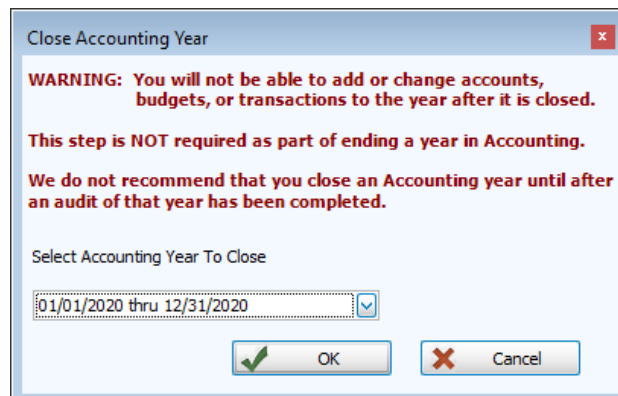 Close Accounting Year
x
WARNING: You will not be able to add or change accounts,
budgets, or transactions to the year after it is closed.
This step is NOT required as part of ending a year in Accounting.
We do not recommend that you close an Accounting year until after
an audit of that year has been completed.
Select Accounting Year To Close
01/01/2020 thru 12/31/2020
OK Cancel